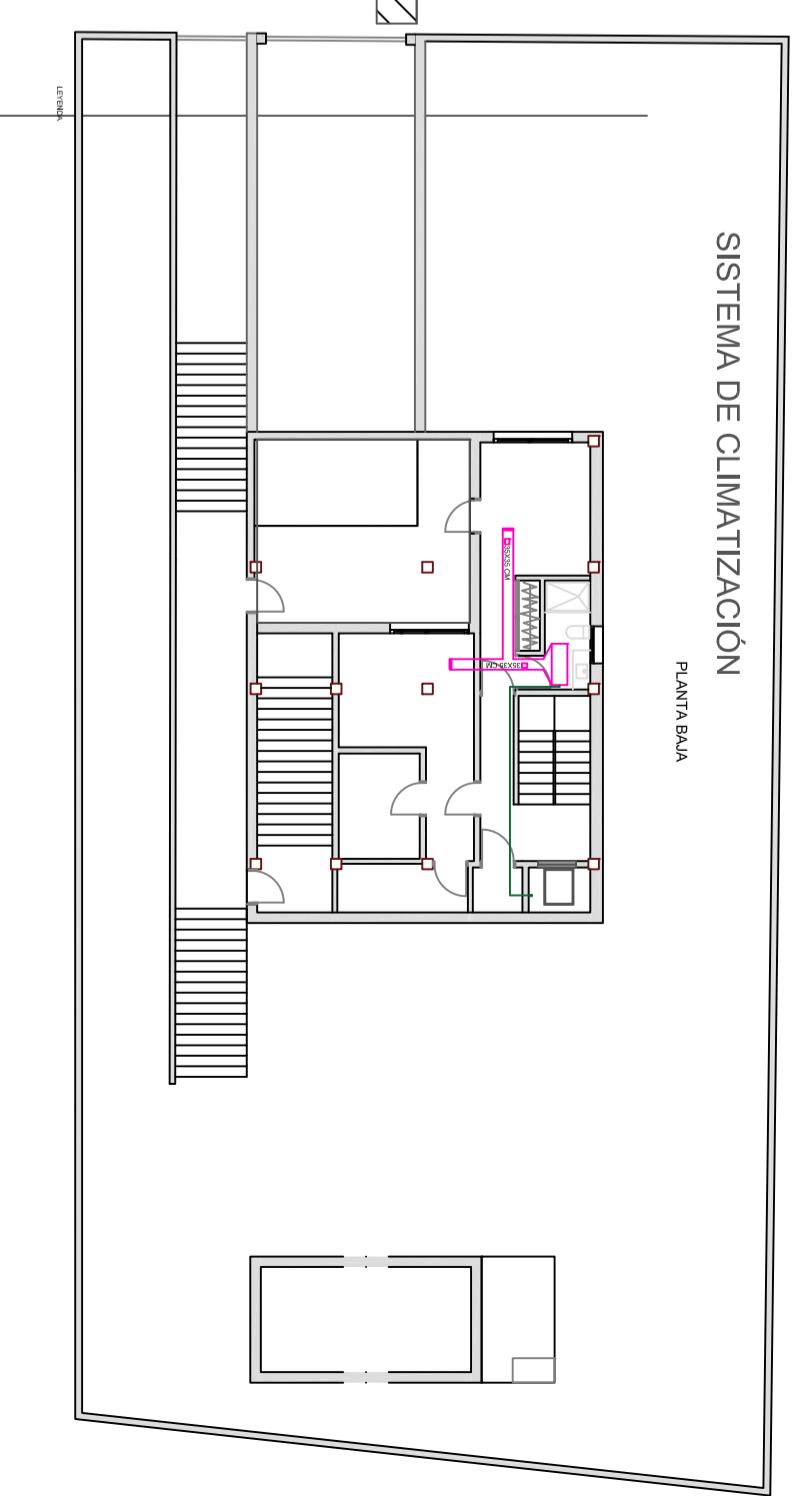 SISTEMA DE CLIMATIZACIÓN
PLANTA BAJA
35X35 CM
35X35 CM
LEYENDA